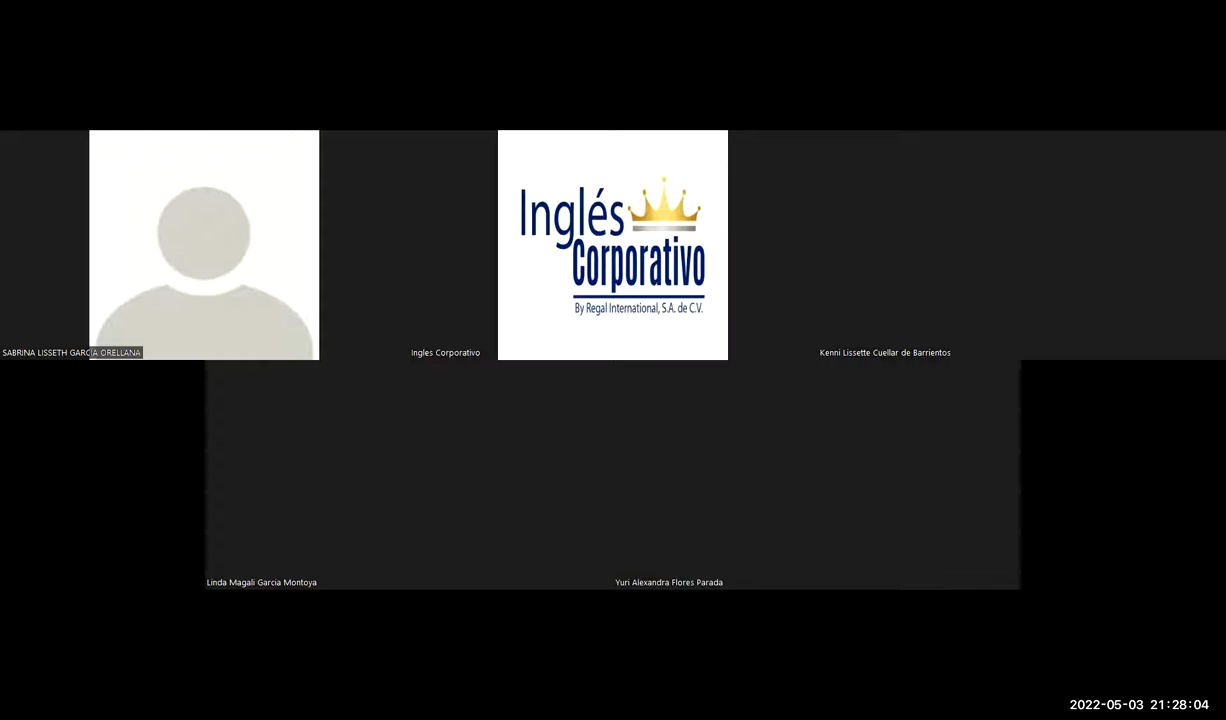 Inglés
Corporativo
By Regal International, S.A. de C.V.
SABRINA LISSETH GARCIA ORELLANA
Ingles Corporativo
Kenni Lissette Cuellar de Barrientos
Linda Magali Garcia Montoya
Yuri Alexandra Flores Parada
2022-05-03 21:28:04